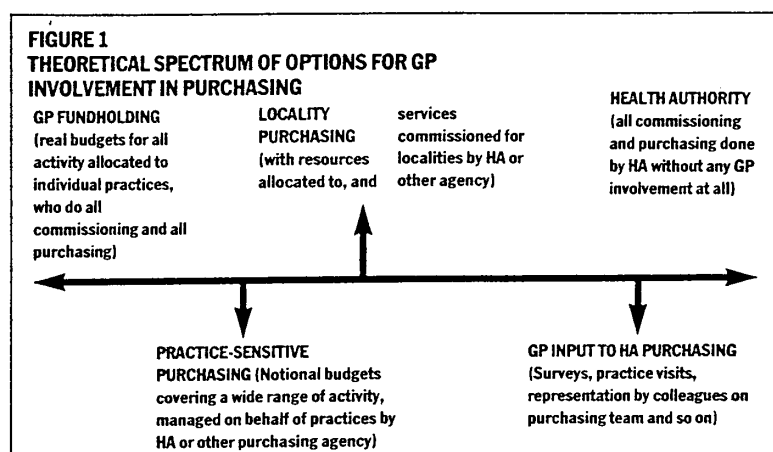 FIGURE 1
THEORETICAL SPECTRUM OF OPTIONS FOR GP
INVOLVEMENT IN PURCHASING
GP FUNDHOLDING
(real budgets for all
activity allocated to
individual practices,
who do all
commissioning and all
purchasing)
LOCALITY
PURCHASING
(with resources
allocated to, and
services
commissioned for
localities by HA or
other agency)
HEALTH AUTHORITY
(all commissioning
and purchasing done
by HA without any GP
involvement at all)
PRACTICE-SENSITIVE
PURCHASING (Notional budgets
covering a wide range of activity,
managed on behalf of practices by
HA or other purchasing agency)
GP INPUT TO HA PURCHASING
(Surveys, practice visits,
representation by colleagues on
purchasing team and so on)